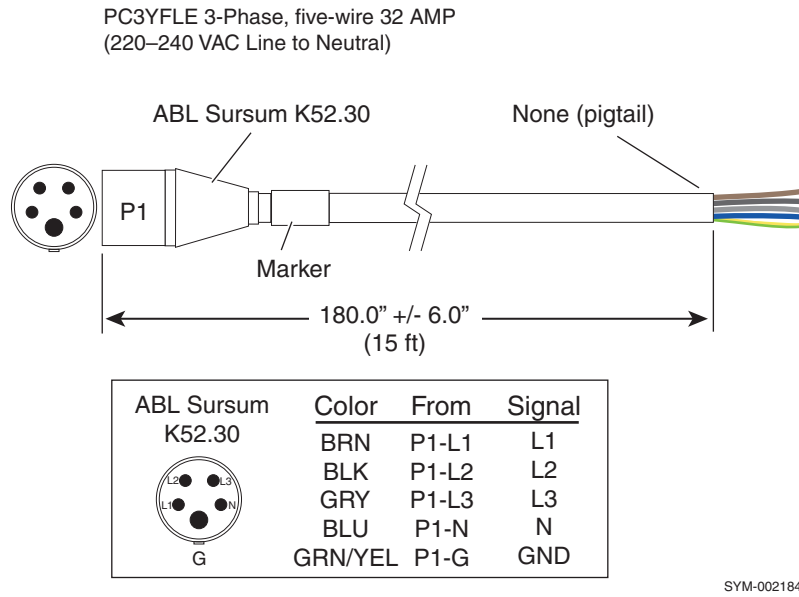 PC3YFLE 3-Phase, five-wire 32 AMP
(220–240 VAC Line to Neutral)
ABL Sursum K52.30
None (pigtail)
P1
Marker
180.0” +/- 6.0”
(15 ft)
ABL Sursum
K52.30
L2
L3
L1
N
G
Color From Signal
BRN P1-L1 L1
BLK P1-L2 L2
GRY P1-L3 L3
BLU P1-N N
GRN/YEL P1-G GND
SYM-002184